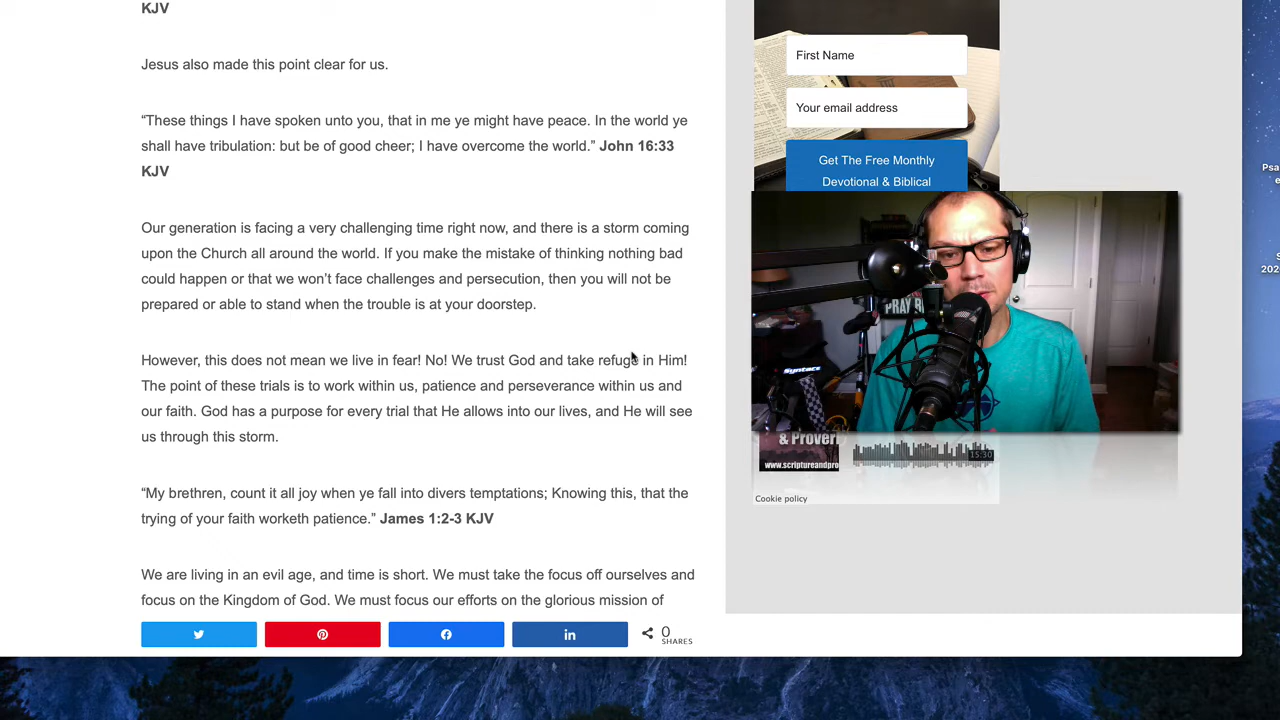 KJV
Jesus also made this point clear for us.
“These things I have spoken unto you, that in me ye might have peace. In the world ye
shall have tribulation: but be of good cheer; I have overcome the world.” John 16:33
KJV
Our generation is facing a very challenging time right now, and there is a storm coming
upon the Church all around the world. If you make the mistake of thinking nothing bad
could happen or that we won’t face challenges and persecution, then you will not be
prepared or able to stand when the trouble is at your doorstep.
However, this does not mean we live in fear! No! We trust God and take refuge in Him!
The point of these trials is to work within us, patience and perseverance within us and
our faith. God has a purpose for every trial that He allows into our lives, and He will see
us through this storm.
“My brethren, count it all joy when ye fall into divers temptations; Knowing this, that the
trying of your faith worketh patience.” James 1:2-3 KJV
We are living in an evil age, and time is short. We must take the focus off ourselves and
focus on the Kingdom of God. We must focus our efforts on the glorious mission of
0
SHARES
First Name
Your email address
Get The Free Monthly
Devotional & Biblical
PRAY
Syntace
& Proverb
www.scriptureandpro
15:30
Cookie policy
Psa
e
S
202